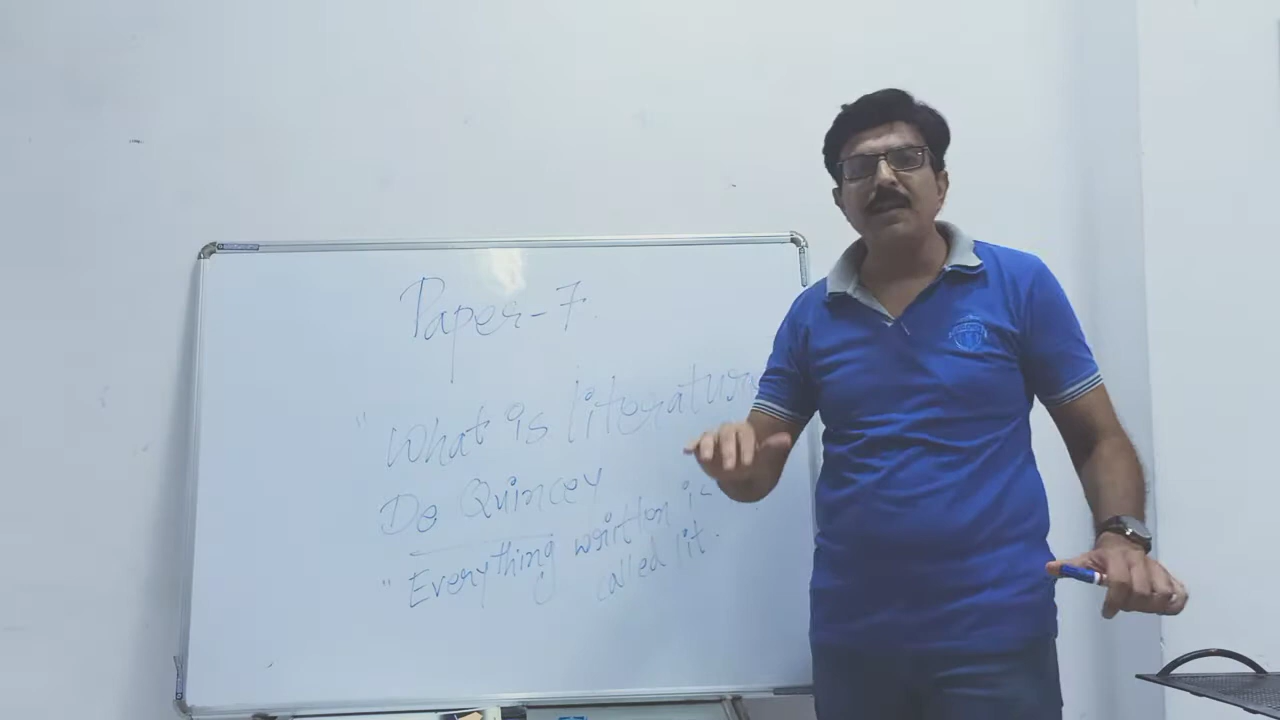 Paper-7.
"What is literature
De Quincey
"Everything written is
called lit.